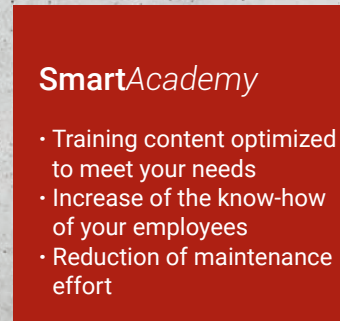 SmartAcademy
· Training content optimized
to meet your needs
· Increase of the know-how
of your employees
· Reduction of maintenance
effort